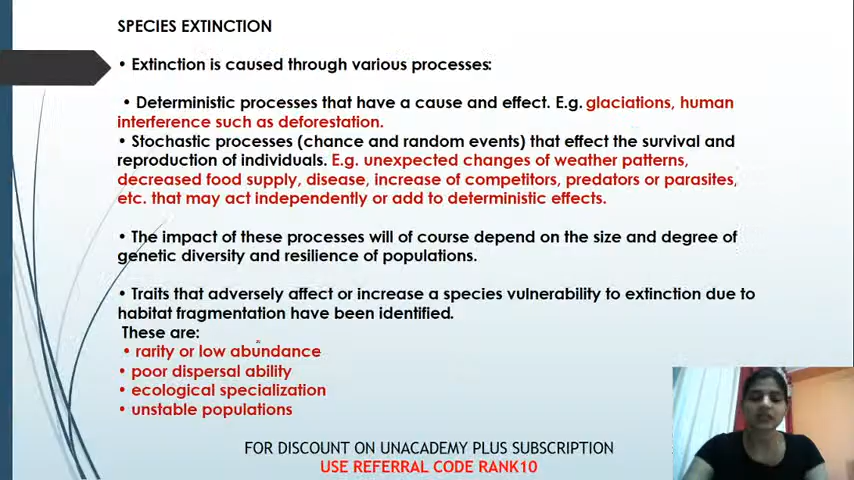 SPECIES EXTINCTION
• Extinction is caused through various processes:
• Deterministic processes that have a cause and effect. E.g. glaciations, human
interference such as deforestation.
• Stochastic processes (chance and random events) that effect the survival and
reproduction of individuals. E.g. unexpected changes of weather patterns,
decreased food supply, disease, increase of competitors, predators or parasites,
etc. that may act independently or add to deterministic effects.
• The impact of these processes will of course depend on the size and degree of
genetic diversity and resilience of populations.
• Traits that adversely affect or increase a species vulnerability to extinction due to
habitat fragmentation have been identified.
These are:
• rarity or low abundance
• poor dispersal ability
• ecological specialization
• unstable populations
FOR DISCOUNT ON UNACADEMY PLUS SUBSCRIPTION
USE REFERRAL CODE RANK10